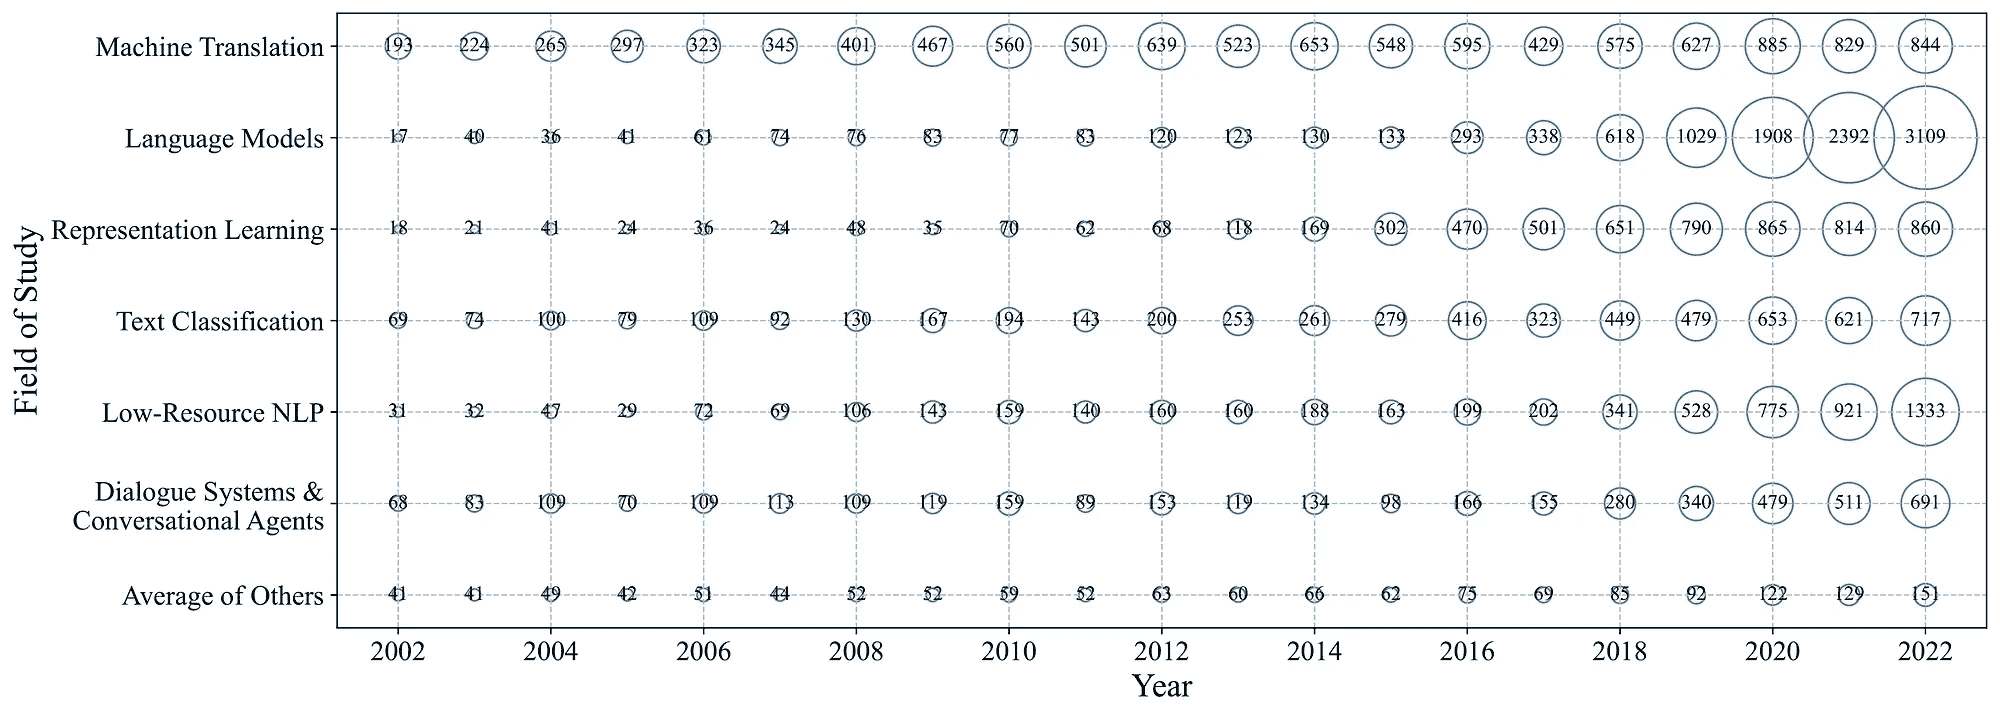 Machine Translation 193 224 265 297 323 345 401 467 560 501 639 523 653 548 595 429 575 627 885 829 844
Language Models 17 40 36 41 61 74 76 83 77 83 120 123 130 133 293 338 618 1029 1908 2392 3109
Representation Learning 18 21 41 24 36 24 48 35 70 62 68 118 169 302 470 501 651 790 865 814 860
Text Classification 69 74 100 79 109 92 130 167 194 143 200 253 261 279 416 323 449 479 653 621 717
Low-Resource NLP 31 32 47 29 72 69 106 143 159 140 160 160 188 163 199 202 341 528 775 921 1333
Dialogue Systems &
Conversational Agents 68 83 109 70 109 113 109 119 159 89 153 119 134 98 166 155 280 340 479 511 691
Average of Others 41 41 49 42 51 44 52 52 59 52 63 60 66 62 75 69 85 92 122 129 151
Field of Study
2002 2004 2006 2008 2010 2012 2014 2016 2018 2020 2022
Year